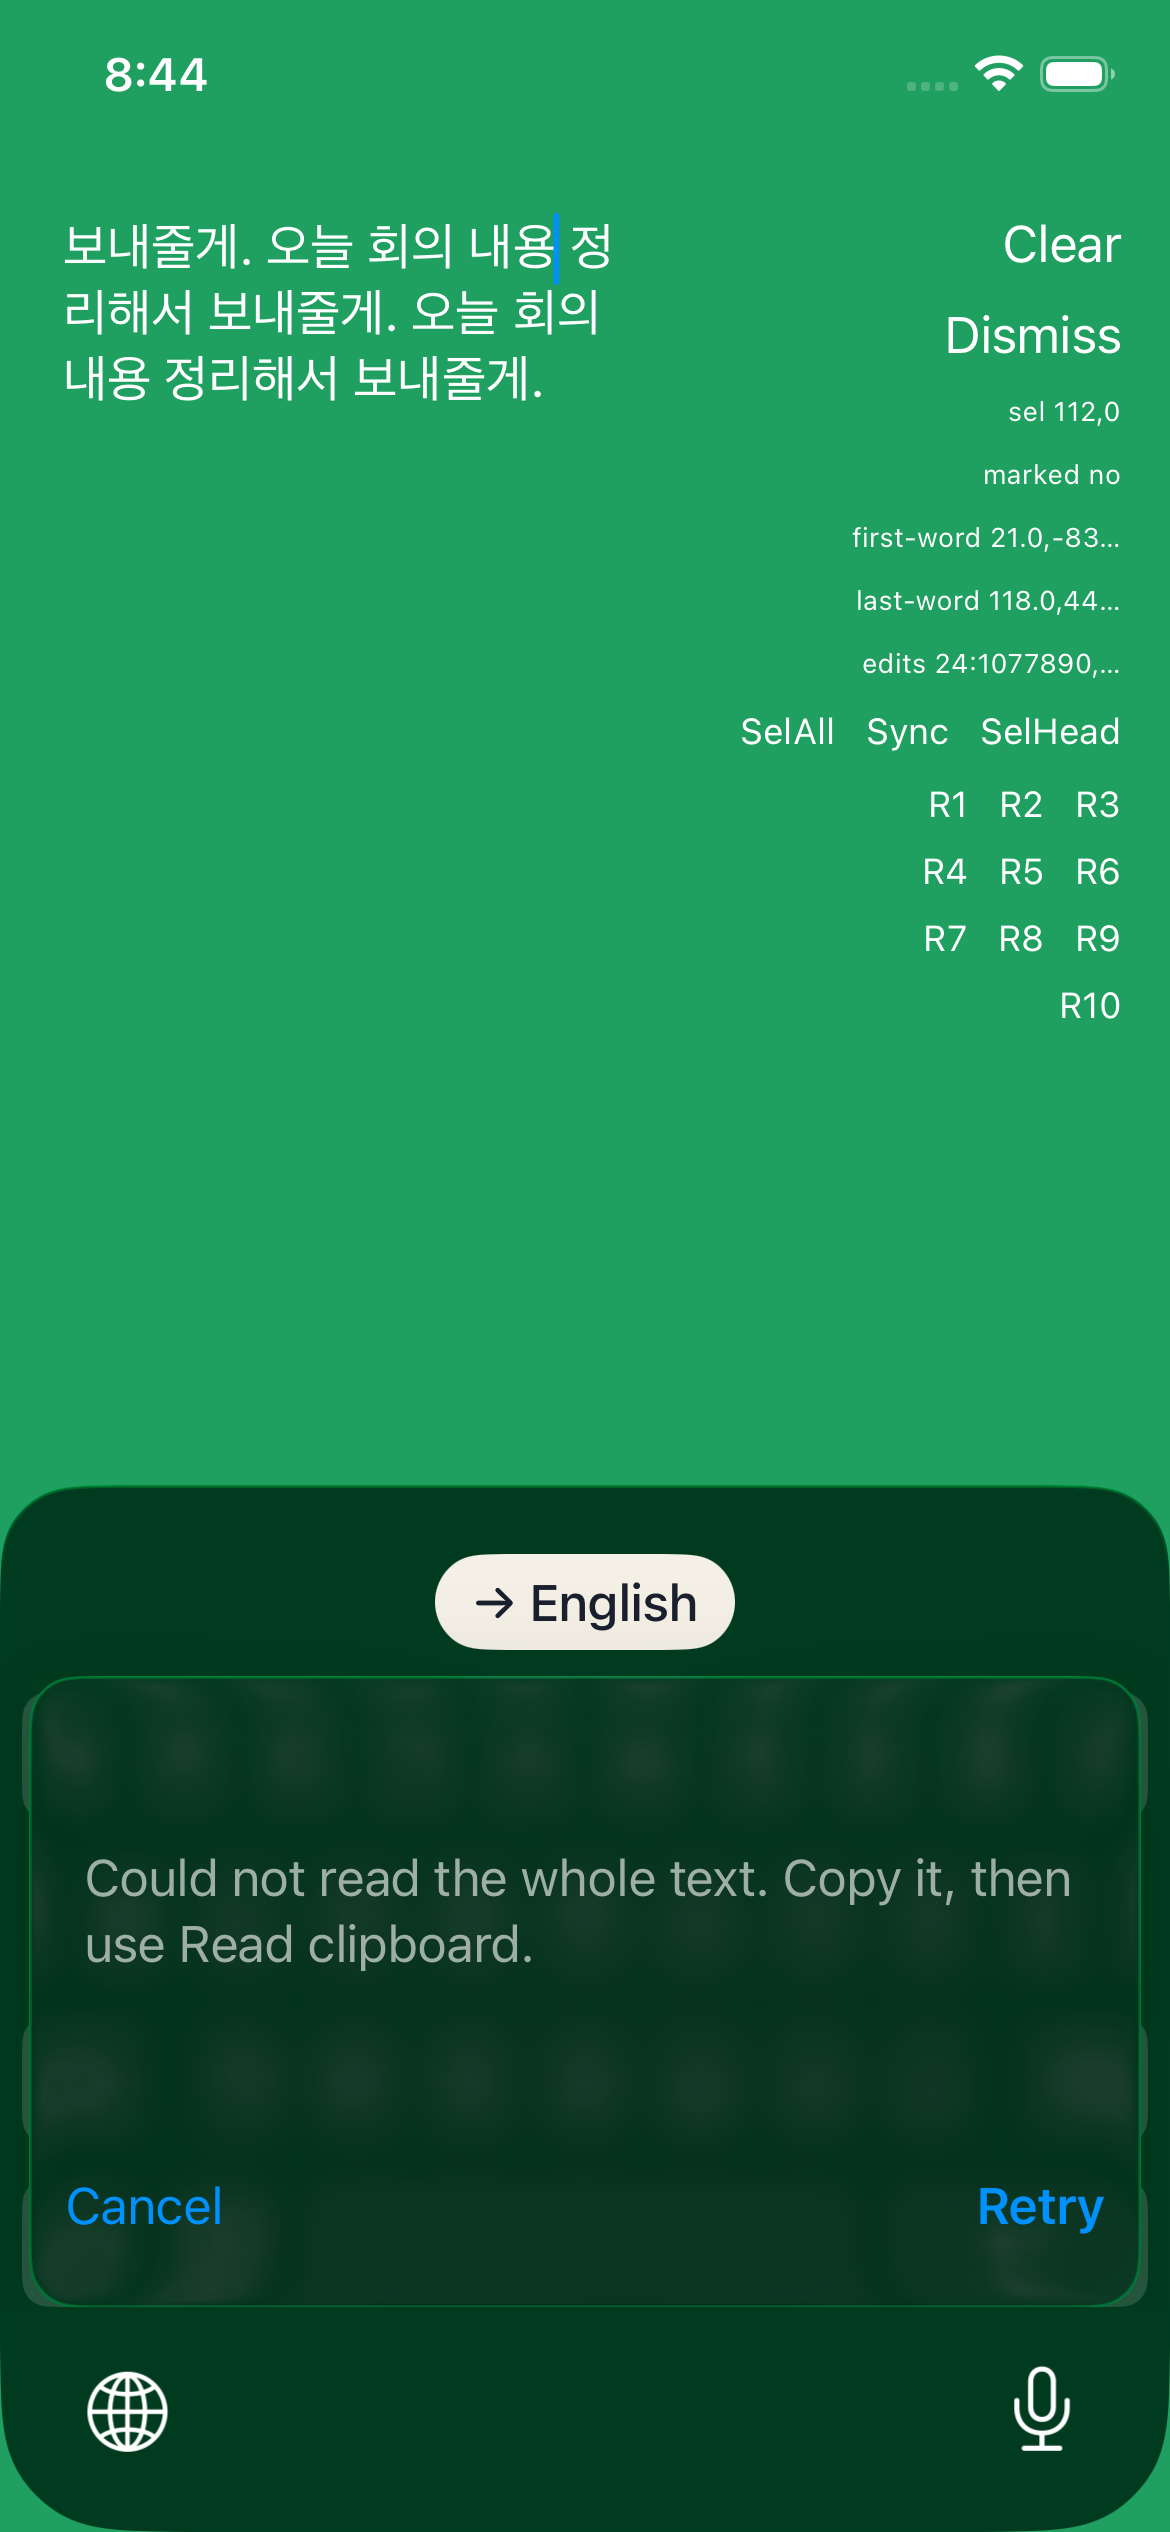 8:44
보내줄게. 오늘 회의 내용 정
리해서 보내줄게. 오늘 회의
내용 정리해서 보내줄게.
Clear
Dismiss
sel 112,0
marked no
first-word 21.0,-83...
last-word 118.0,44...
edits 24:1077890,...
SelAll Sync SelHead
R1 R2 R3
R4 R5 R6
R7 R8 R9
R10
→ English
Could not read the whole text. Copy it, then
use Read clipboard.
Cancel Retry